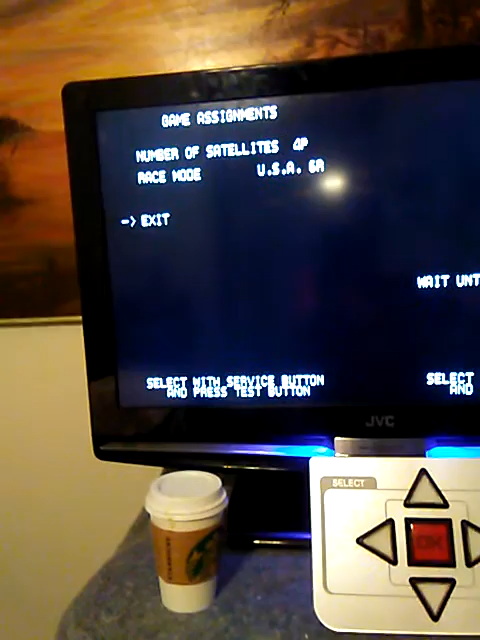 GAME ASSIGNMENTS
NUMBER OF SATELLITES 4P
RACE MODE U.S.A. 6R
-> EXIT
WAIT UNT
SELECT WITH SERVICE BUTTON
AND PRESS TEST BUTTON
SELECT
AND
JVC
SELECT
OK